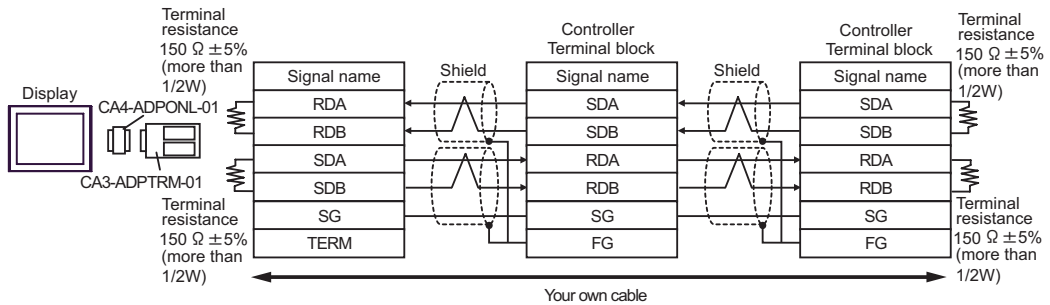 Terminal
resistance
150 Ω ±5%
(more than
1/2W)
Display
CA4-ADPONL-01
CA3-ADPTRM-01
Terminal
resistance
150 Ω ±5%
(more than
1/2W)
Signal name
RDA
RDB
SDA
SDB
SG
TERM
Shield
Controller
Terminal block
Signal name
SDA
SDB
RDA
RDB
SG
FG
Shield
Controller
Terminal block
Signal name
SDA
SDB
RDA
RDB
SG
FG
Terminal
resistance
150 Ω ±5%
(more than
1/2W)
Terminal
resistance
150 Ω ±5%
(more than
1/2W)
Your own cable